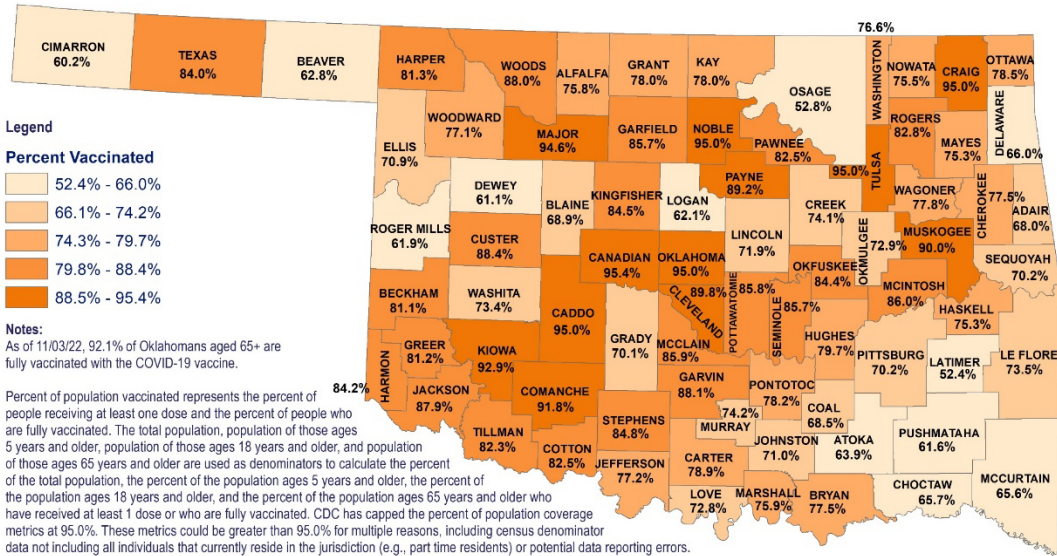 76.6%
CIMARRON
60.2%
TEXAS
84.0%
BEAVER
62.8%
HARPER
81.3%
WOODS
88.0%
ALFALFA
75.8%
GRANT
78.0%
KAY
78.0%
OSAGE
52.8%
WASHINGTON
NOWATA
75.5%
CRAIG
95.0%
OTTAWA
78.5%
DELAWARE
66.0%
WOODWARD
77.1%
MAJOR
94.6%
GARFIELD
85.7%
NOBLE
95.0%
PAWNEE
82.5%
ROGERS
82.8%
MAYES
75.3%
ELLIS
70.9%
PAYNE
89.2%
95.0%
TULSA
WAGONER
77.8%
CHEROKEE
77.5%
ADAIR
68.0%
DEWEY
61.1%
BLAINE
68.9%
KINGFISHER
84.5%
LOGAN
62.1%
CREEK
74.1%
ROGER MILLS
61.9%
CUSTER
88.4%
LINCOLN
71.9%
OKMULGEE
72.9%
MUSKOGEE
90.0%
SEQUOYAH
70.2%
CANADIAN
95.4%
OKLAHOMA
95.0%
OKFUSKEE
84.4%
MCINTOSH
86.0%
BECKHAM
81.1%
WASHITA
73.4%
CADDO
95.0%
GRADY
70.1%
89.8%
CLEVELAND
POTTAWATOMIE
85.8%
SEMINOLE
85.7%
HUGHES
79.7%
HASKELL
75.3%
MCCLAIN
85.9%
PITTSBURG
70.2%
LATIMER
52.4%
LE FLORE
73.5%
GREER
81.2%
KIOWA
92.9%
84.2%
HARMON
JACKSON
87.9%
COMANCHE
91.8%
GARVIN
88.1%
PONTOTOC
78.2%
COAL
68.5%
TILLMAN
82.3%
COTTON
82.5%
STEPHENS
84.8%
74.2%
MURRAY
JOHNSTON
71.0%
ATOKA
63.9%
PUSHMATAHA
61.6%
JEFFERSON
77.2%
CARTER
78.9%
LOVE
72.8%
MARSHALL
75.9%
BRYAN
77.5%
CHOCTAW
65.7%
MCCURTAIN
65.6%
Legend
Percent Vaccinated
52.4% - 66.0%
66.1% - 74.2%
74.3% - 79.7%
79.8% - 88.4%
88.5% - 95.4%
Notes:
As of 11/03/22, 92.1% of Oklahomans aged 65+ are
fully vaccinated with the COVID-19 vaccine.
Percent of population vaccinated represents the percent of
people receiving at least one dose and the percent of people who
are fully vaccinated. The total population, population of those ages
5 years and older, population of those ages 18 years and older, and population
of those ages 65 years and older are used as denominators to calculate the percent
of the total population, the percent of the population ages 5 years and older, the percent of
the population ages 18 years and older, and the percent of the population ages 65 years and older who
have received at least 1 dose or who are fully vaccinated. CDC has capped the percent of population coverage
metrics at 95.0%. These metrics could be greater than 95.0% for multiple reasons, including census denominator
data not including all individuals that currently reside in the jurisdiction (e.g., part time residents) or potential data reporting errors.